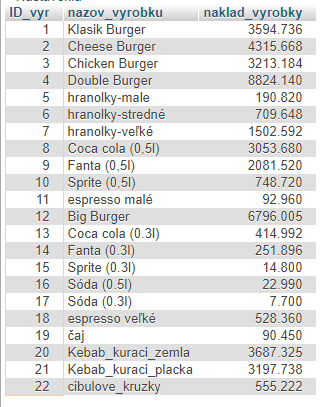 ID_vyr nazov_vyrobku naklad_vyrobky
1 Klasik Burger 3594.736
2 Cheese Burger 4315.668
3 Chicken Burger 3213.184
4 Double Burger 8824.140
5 hranolky-male 190.820
6 hranolky-stredné 709.648
7 hranolky-veľké 1502.592
8 Coca cola (0,5l) 3053.680
9 Fanta (0,5l) 2081.520
10 Sprite (0,5l) 748.720
11 espresso malé 92.960
12 Big Burger 6796.005
13 Coca cola (0.3l) 414.992
14 Fanta (0.3l) 251.896
15 Sprite (0.3l) 14.800
16 Sóda (0.5l) 22.990
17 Sóda (0.3l) 7.700
18 espresso veľké 528.360
19 čaj 90.450
20 Kebab_kuraci_zemla 3687.325
21 Kebab_kuraci_placka 3197.738
22 cibulove_kruzky 555.222